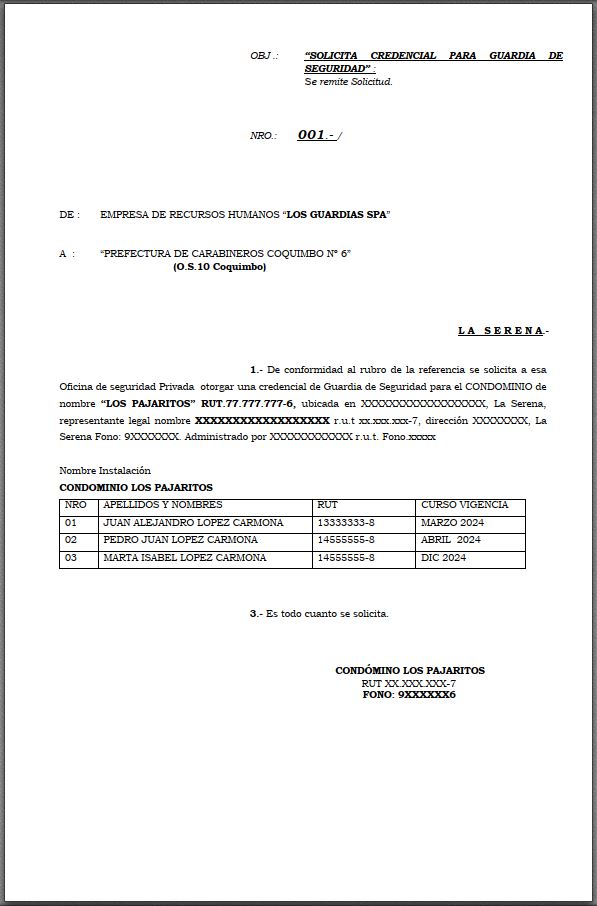 OBJ .: "SOLICITA CREDENCIAL PARA GUARDIA DE
SEGURIDAD" :
Se remite Solicitud.
NRO.: 001.- /
DE : EMPRESA DE RECURSOS HUMANOS "LOS GUARDIAS SPA"
A : "PREFECTURA DE CARABINEROS COQUIMBO N° 6"
(O.S.10 Coquimbo)
L A S E R E N A.-
1.- De conformidad al rubro de la referencia se solicita a esa
Oficina de seguridad Privada otorgar una credencial de Guardia de Seguridad para el CONDOMINIO de
nombre "LOS PAJARITOS" RUT.77.777.777-6, ubicada en XXXXXXXXXXXXXXXXXXXX, La Serena,
representante legal nombre XXXXXXXXXXXXXXXXXX r.u.t xx.xxx.xxx-7, dirección XXXXXXXX, La
Serena Fono: 9XXXXXXX. Administrado por XXXXXXXXXXXX r.u.t. Fono.xxxxx
Nombre Instalación
CONDOMINIO LOS PAJARITOS
NRO APELLIDOS Y NOMBRES RUT CURSO VIGENCIA
01 JUAN ALEJANDRO LOPEZ CARMONA 13333333-8 MARZO 2024
02 PEDRO JUAN LOPEZ CARMONA 14555555-8 ABRIL 2024
03 MARTA ISABEL LOPEZ CARMONA 14555555-8 DIC 2024
3.- Es todo cuanto se solicita.
CONDÓMINO LOS PAJARITOS
RUT XX.XXX.XXX-7
FONO: 9XXXXXX6